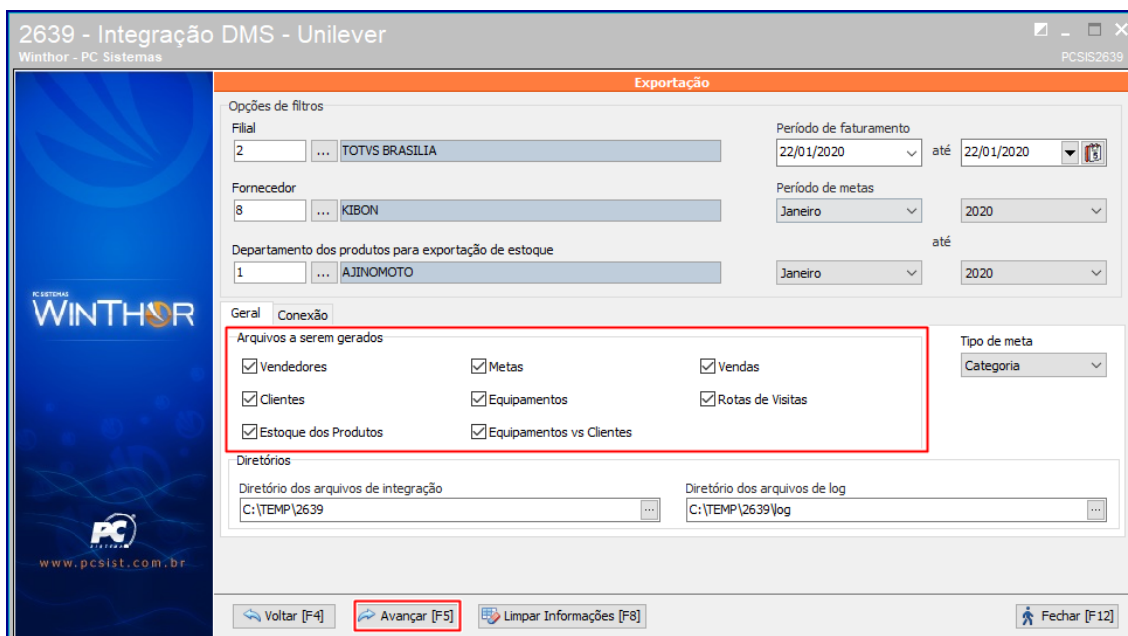 2639 - Integração DMS - Unilever
Winthor - PC Sistemas
PCSIS2639
Exportação
Opções de filtros
Filial
2 ... TOTVS BRASILIA
Período de faturamento
22/01/2020 até 22/01/2020
Fornecedor
8 ... KIBON
Período de metas
Janeiro 2020
até
Departamento dos produtos para exportação de estoque
1 ... AJINOMOTO
Janeiro 2020
PC SISTEMAS
WINTHOR
Geral Conexão
Arquivos a serem gerados
Vendedores Metas Vendas
Clientes Equipamentos Rotas de Visitas
Estoque dos Produtos Equipamentos vs Clientes
Tipo de meta
Categoria
Diretórios
Diretório dos arquivos de integração
C:\TEMP\2639 ...
Diretório dos arquivos de log
C:\TEMP\2639\log ...
PC
SISTEMAS
www.pcsist.com.br
Voltar [F4] Avançar [F5] Limpar Informações [F8] Fechar [F12]